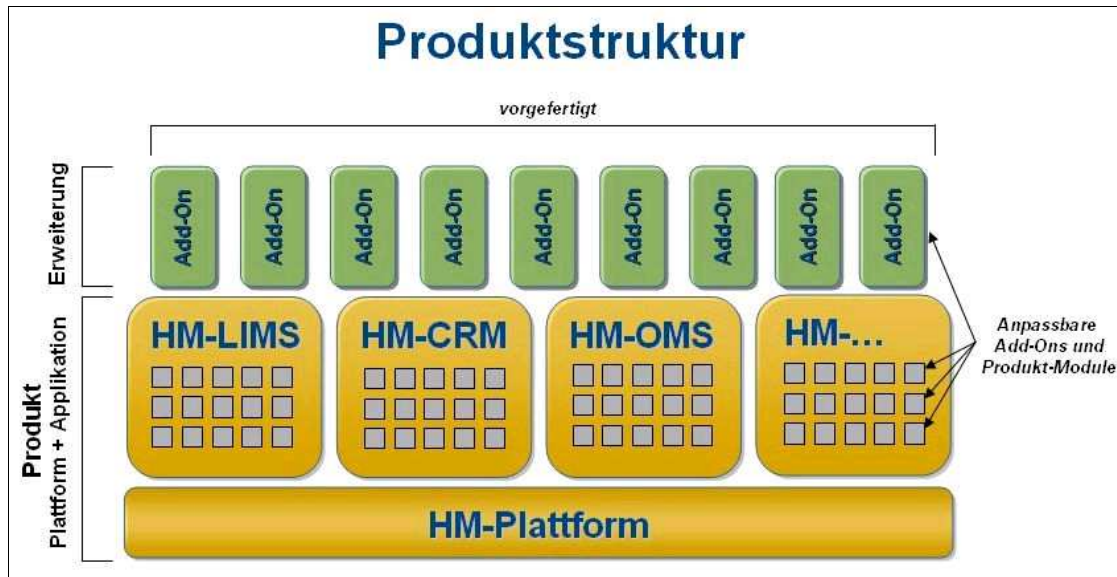 Produktstruktur
vorgefertigt
Erweiterung
Add-On
Add-On
Add-On
Add-On
Add-On
Add-On
Add-On
Add-On
Add-On
Produkt
Plattform + Applikation
HM-LIMS
HM-CRM
HM-OMS
HM-...
Anpassbare
Add-Ons und
Produkt-Module
HM-Plattform